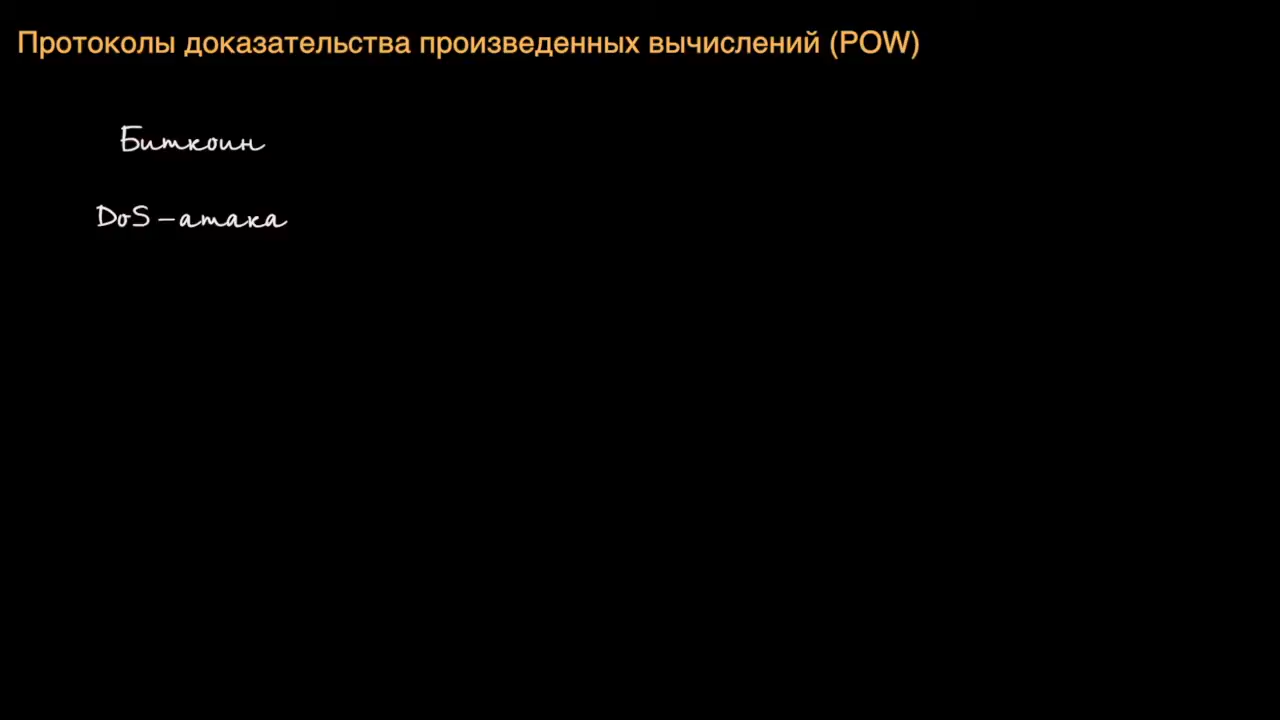 Протоколы доказательства произведенных вычислений (POW)
Биткоин
DoS-атака